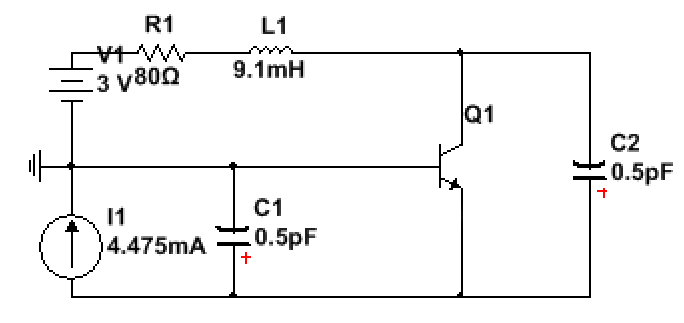 R1
L1
V1
3 V
80Ω
9.1mH
Q1
C2
0.5pF
+
I1
4.475mA
C1
0.5pF
+